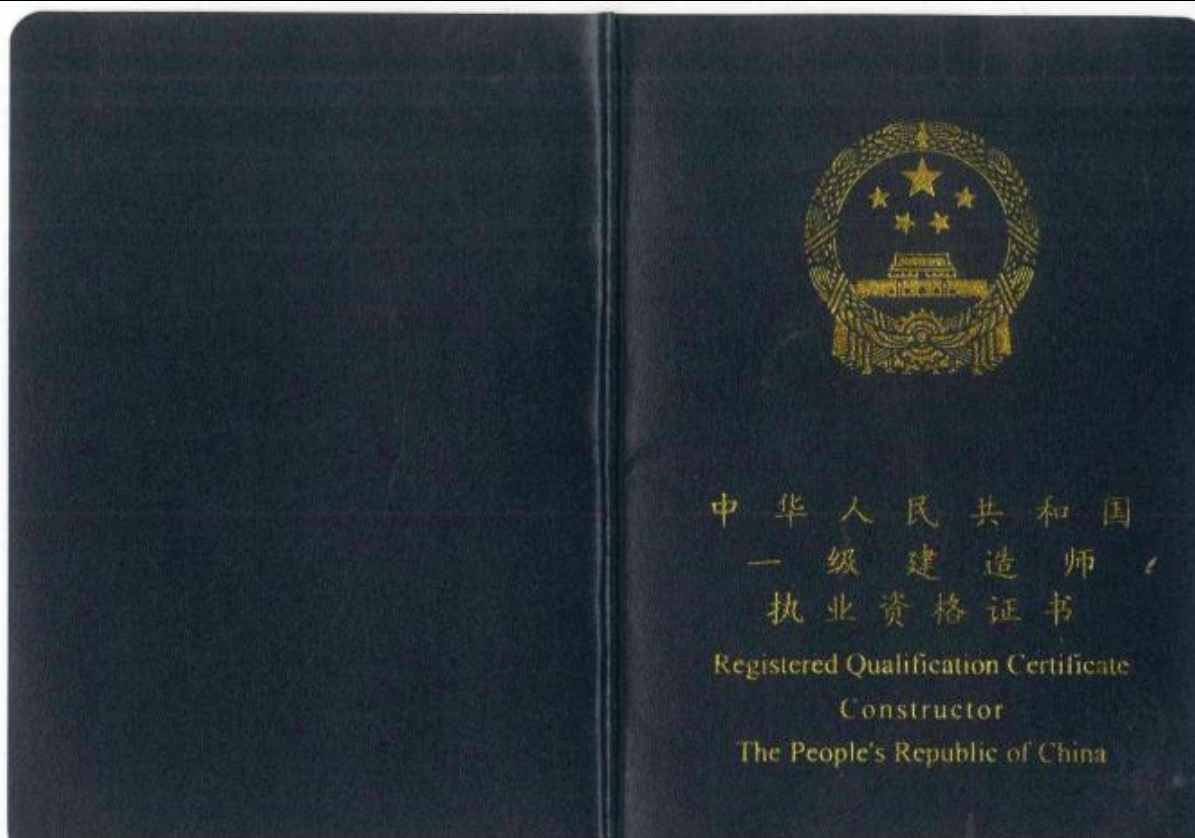 中华人民共和国
一级建造师
执业资格证书
Registered Qualification Certificate
Constructor
The People's Republic of China